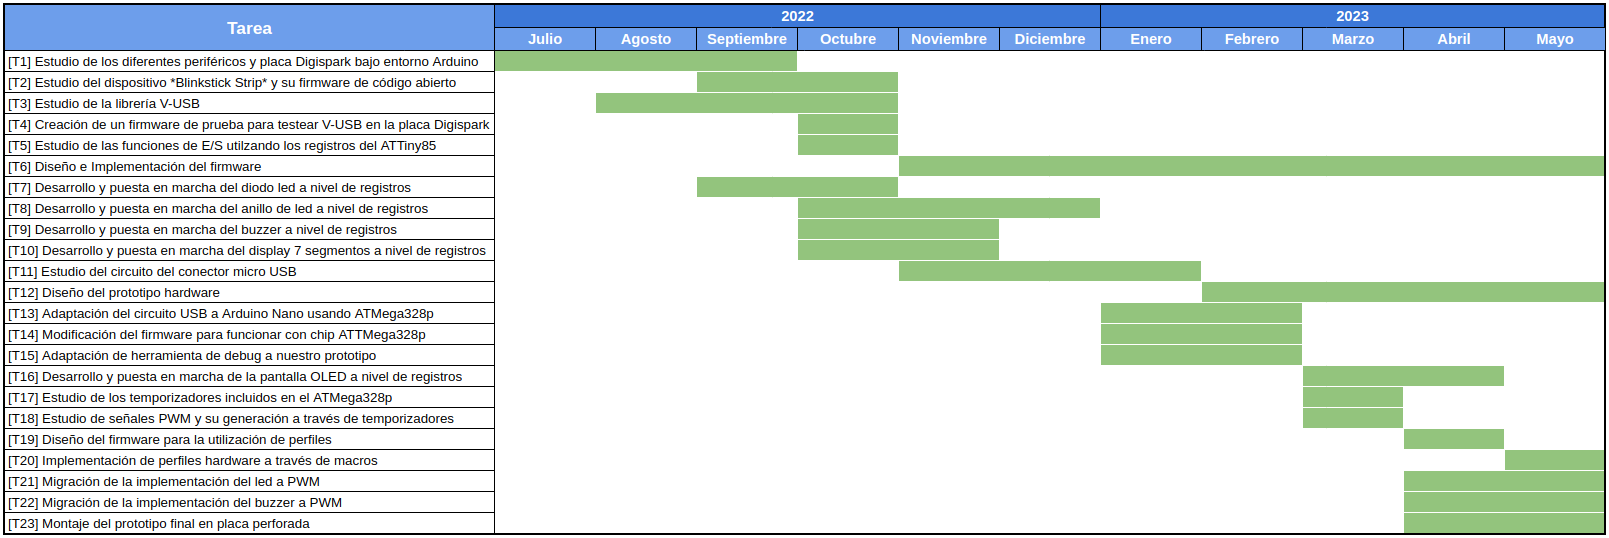 Tarea
2022 2023
Julio Agosto Septiembre Octubre Noviembre Diciembre Enero Febrero Marzo Abril Mayo
[T1] Estudio de los diferentes periféricos y placa Digispark bajo entorno Arduino
[T2] Estudio del dispositivo *Blinkstick Strip* y su firmware de código abierto
[T3] Estudio de la librería V-USB
[T4] Creación de un firmware de prueba para testear V-USB en la placa Digispark
[T5] Estudio de las funciones de E/S utilzando los registros del ATTiny85
[T6] Diseño e Implementación del firmware
[T7] Desarrollo y puesta en marcha del diodo led a nivel de registros
[T8] Desarrollo y puesta en marcha del anillo de led a nivel de registros
[T9] Desarrollo y puesta en marcha del buzzer a nivel de registros
[T10] Desarrollo y puesta en marcha del display 7 segmentos a nivel de registros
[T11] Estudio del circuito del conector micro USB
[T12] Diseño del prototipo hardware
[T13] Adaptación del circuito USB a Arduino Nano usando ATMega328p
[T14] Modificación del firmware para funcionar con chip ATTMega328p
[T15] Adaptación de herramienta de debug a nuestro prototipo
[T16] Desarrollo y puesta en marcha de la pantalla OLED a nivel de registros
[T17] Estudio de los temporizadores incluidos en el ATMega328p
[T18] Estudio de señales PWM y su generación a través de temporizadores
[T19] Diseño del firmware para la utilización de perfiles
[T20] Implementación de perfiles hardware a través de macros
[T21] Migración de la implementación del led a PWM
[T22] Migración de la implementación del buzzer a PWM
[T23] Montaje del prototipo final en placa perforada